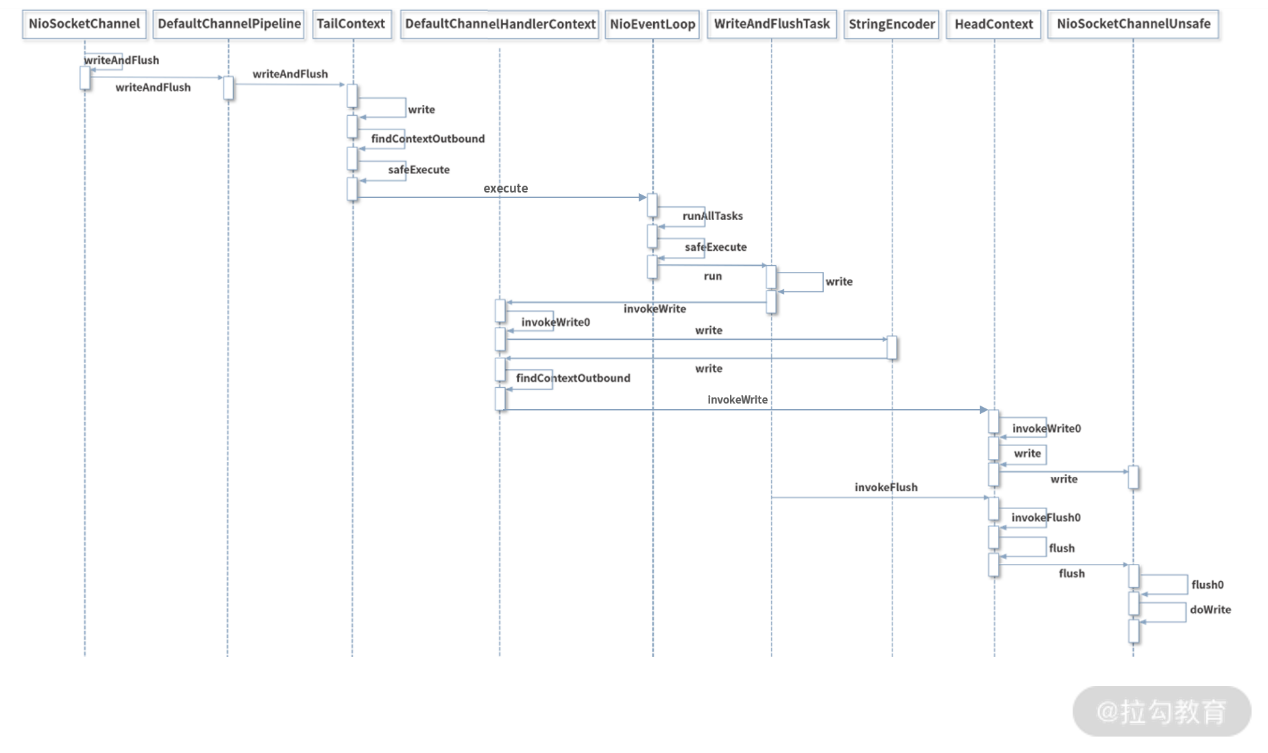 NioSocketChannel
DefaultChannelPipeline
TailContext
DefaultChannelHandlerContext
NioEventLoop
WriteAndFlushTask
StringEncoder
HeadContext
NioSocketChannelUnsafe
writeAndFlush
writeAndFlush
writeAndFlush
write
findContextOutbound
safeExecute
execute
runAllTasks
safeExecute
run
write
invokeWrite
invokeWrite0
write
write
findContextOutbound
invokeWrite
invokeWrite0
write
write
invokeFlush
invokeFlush0
flush
flush
flush0
doWrite
@拉勾教育